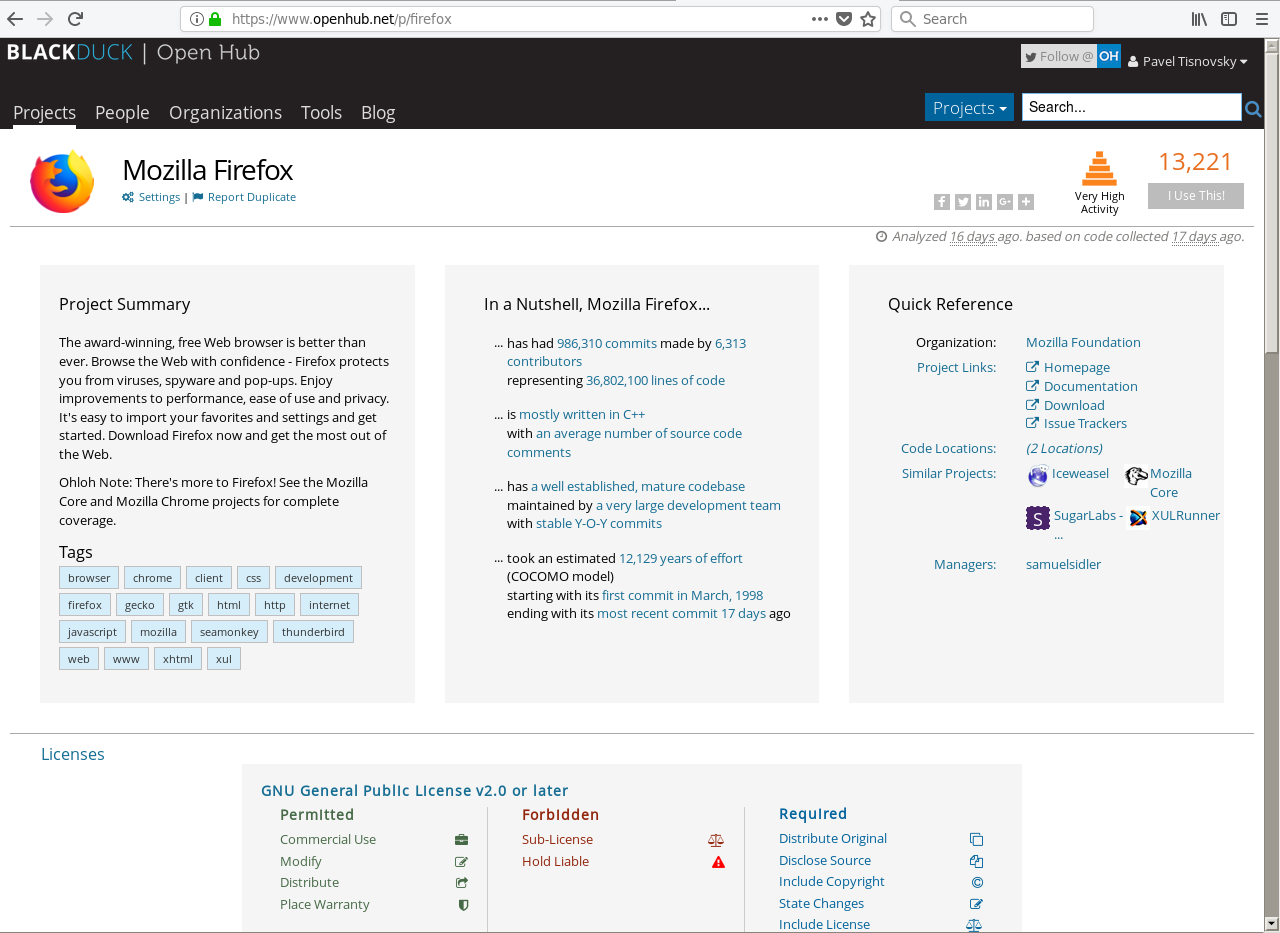 https://www.openhub.net/p/firefox
Search
BLACKDUCK | Open Hub
Follow @ OH
Pavel Tisnovsky
Projects People Organizations Tools Blog
Projects
Search...
Mozilla Firefox
Settings | Report Duplicate
Very High
Activity
13,221
I Use This!
Analyzed 16 days ago. based on code collected 17 days ago.
Project Summary
The award-winning, free Web browser is better than
ever. Browse the Web with confidence - Firefox protects
you from viruses, spyware and pop-ups. Enjoy
improvements to performance, ease of use and privacy.
It's easy to import your favorites and settings and get
started. Download Firefox now and get the most out of
the Web.
Ohloh Note: There's more to Firefox! See the Mozilla
Core and Mozilla Chrome projects for complete
coverage.
Tags
browser chrome client css development
firefox gecko gtk html http internet
javascript mozilla seamonkey thunderbird
web www xhtml xul
In a Nutshell, Mozilla Firefox...
... has had 986,310 commits made by 6,313
contributors
representing 36,802,100 lines of code
... is mostly written in C++
with an average number of source code
comments
... has a well established, mature codebase
maintained by a very large development team
with stable Y-O-Y commits
... took an estimated 12,129 years of effort
(COCOMO model)
starting with its first commit in March, 1998
ending with its most recent commit 17 days ago
Quick Reference
Organization: Mozilla Foundation
Project Links: Homepage
Documentation
Download
Issue Trackers
Code Locations: (2 Locations)
Similar Projects: Iceweasel Mozilla
Core
S SugarLabs - XULRunner
...
Managers: samuelsidler
Licenses
GNU General Public License v2.0 or later
Permitted
Commercial Use
Modify
Distribute
Place Warranty
Forbidden
Sub-License
Hold Liable
Required
Distribute Original
Disclose Source
Include Copyright
State Changes
Include License